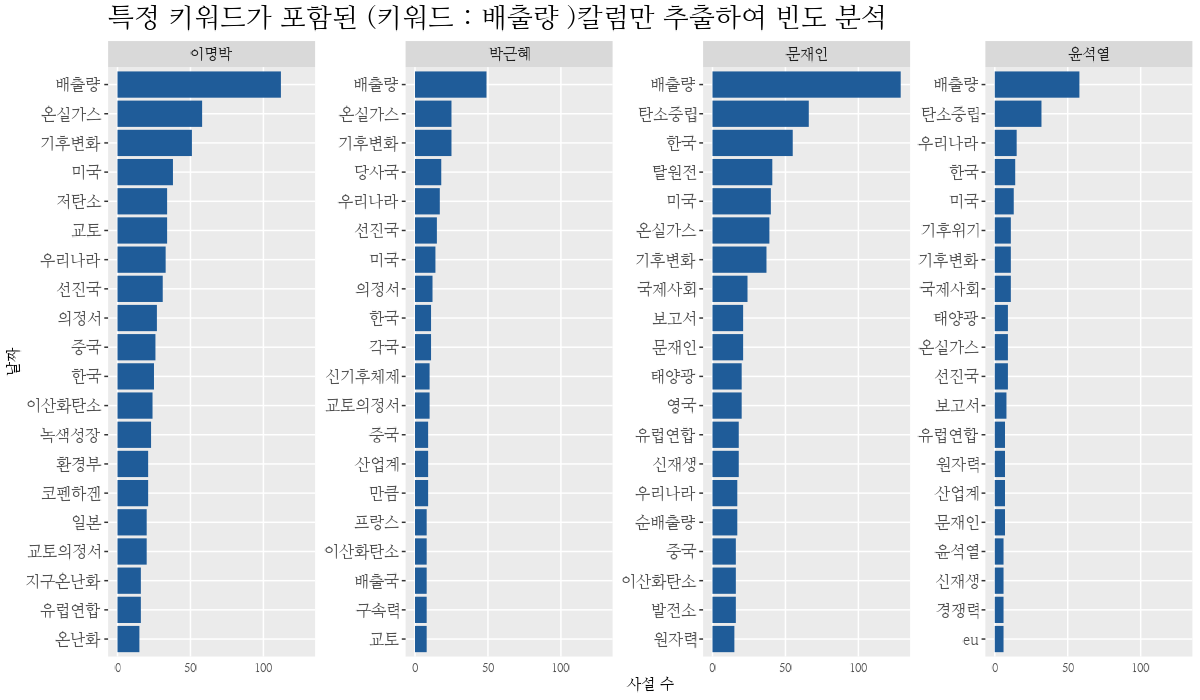 특정 키워드가 포함된 (키워드 : 배출량 )칼럼만 추출하여 빈도 분석
이명박
배출량
온실가스
기후변화
미국
저탄소
교토
우리나라
선진국
의정서
중국
한국
이산화탄소
녹색성장
환경부
코펜하겐
일본
교토의정서
지구온난화
유럽연합
온난화
0 50 100
박근혜
배출량
온실가스
기후변화
당사국
우리나라
선진국
미국
의정서
한국
각국
신기후체제
교토의정서
중국
산업계
만큼
프랑스
이산화탄소
배출국
구속력
교토
0 50 100
문재인
배출량
탄소중립
한국
탈원전
미국
온실가스
기후변화
국제사회
보고서
문재인
태양광
영국
유럽연합
신재생
우리나라
순배출량
중국
이산화탄소
발전소
원자력
0 50 100
윤석열
배출량
탄소중립
우리나라
한국
미국
기후위기
기후변화
국제사회
태양광
온실가스
선진국
보고서
유럽연합
원자력
산업계
문재인
윤석열
신재생
경쟁력
eu
0 50 100
날짜
사설 수